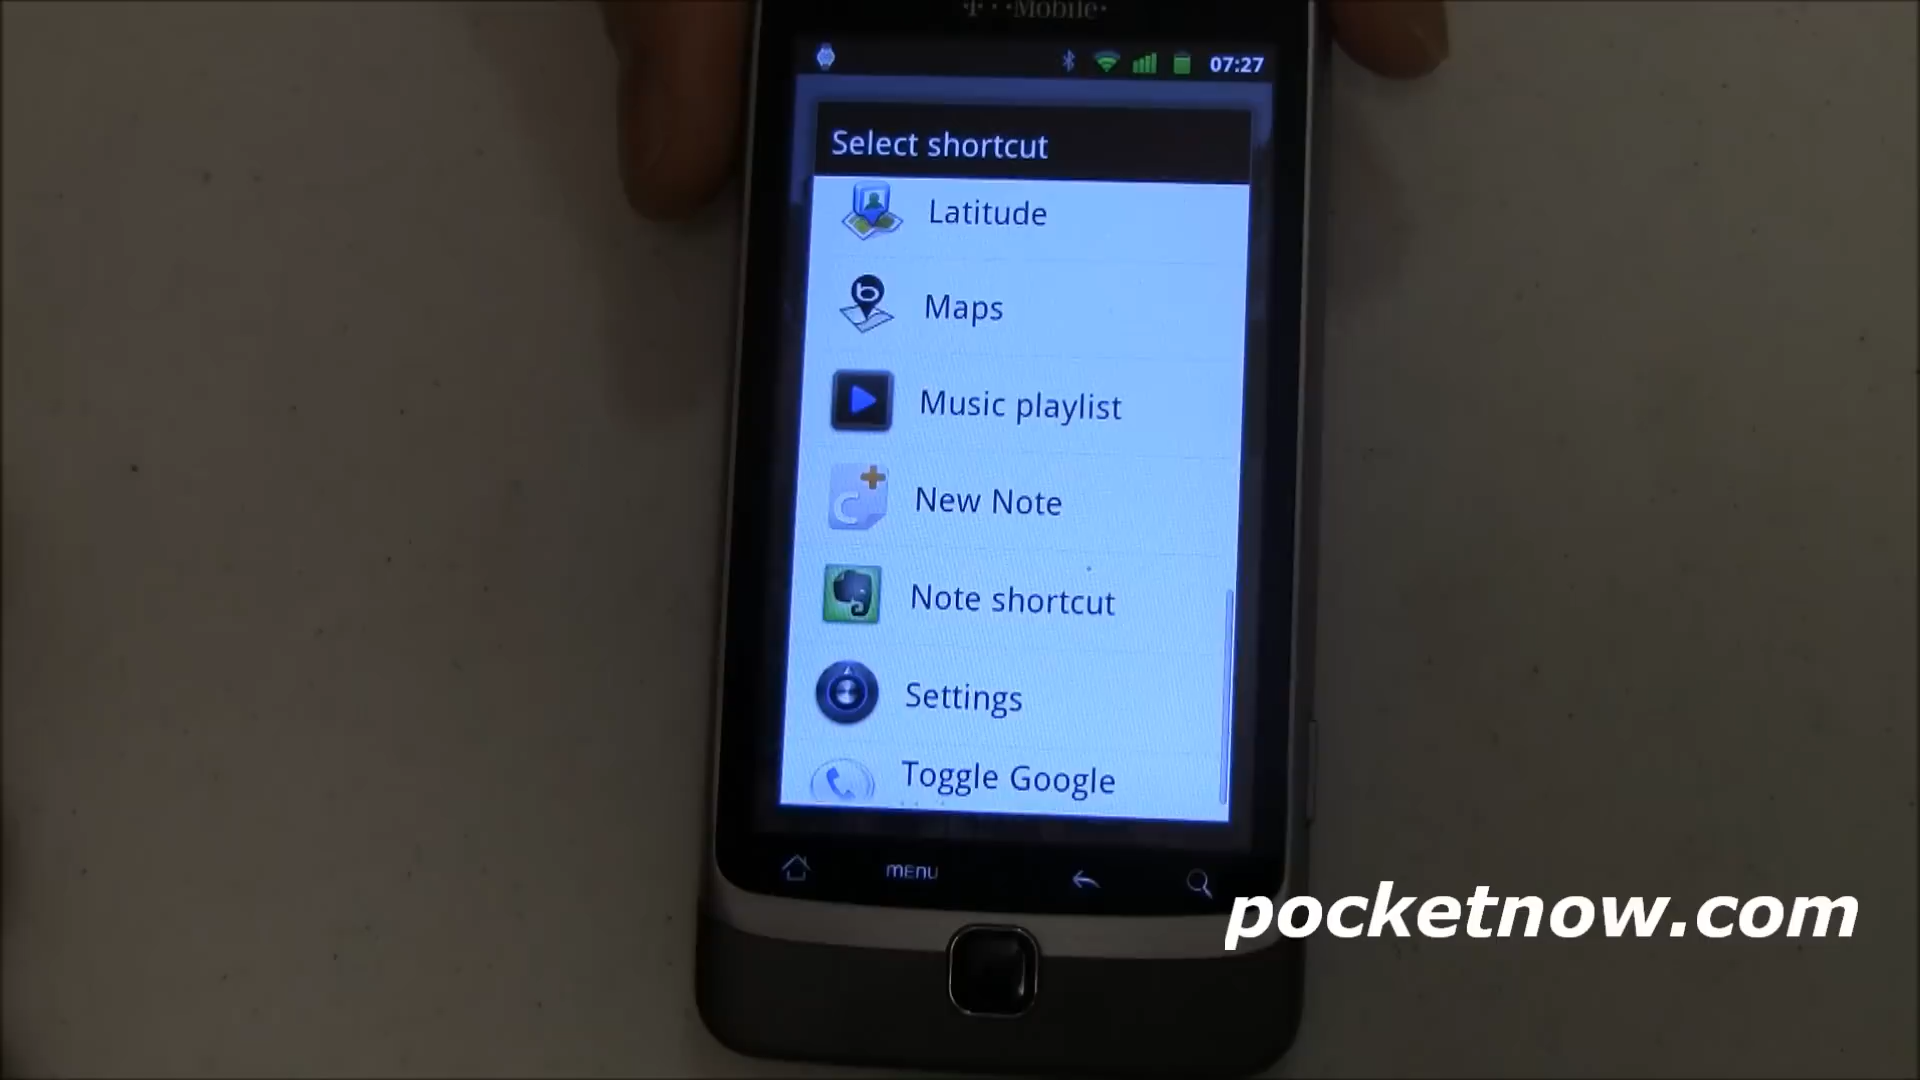 T··Mobile·
07:27
Select shortcut
Latitude
b
Maps
Music playlist
New Note
Note shortcut
Settings
Toggle Google
MENU
pocketnow.com